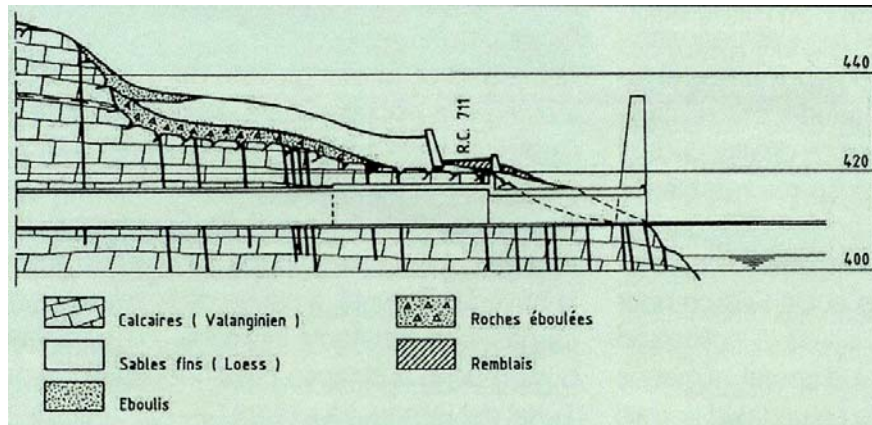 440
R.C. 711
420
400
Calcaires ( Valanginien )
Roches éboulées
Sables fins ( Loess )
Remblais
Eboulis